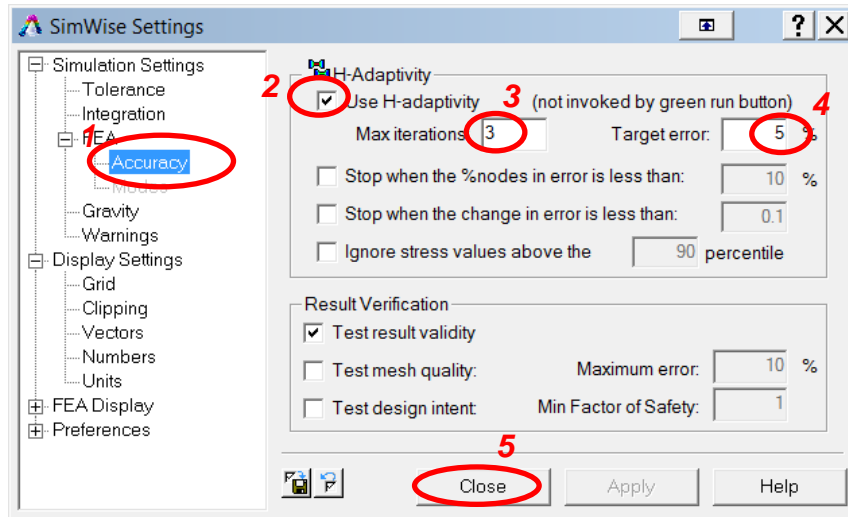 SimWise Settings ? X
Simulation Settings
Tolerance
Integration
1
FEA
Accuracy
Modes
Gravity
Warnings
Display Settings
Grid
Clipping
Vectors
Numbers
Units
FEA Display
Preferences
H-Adaptivity
2 Use H-adaptivity 3 (not invoked by green run button) 4
Max iterations: 3 Target error: 5 %
Stop when the %nodes in error is less than: 10 %
Stop when the change in error is less than: 0.1
Ignore stress values above the 90 percentile
Result Verification
Test result validity
Test mesh quality: Maximum error: 10 %
Test design intent: Min Factor of Safety: 1
5
Close Apply Help